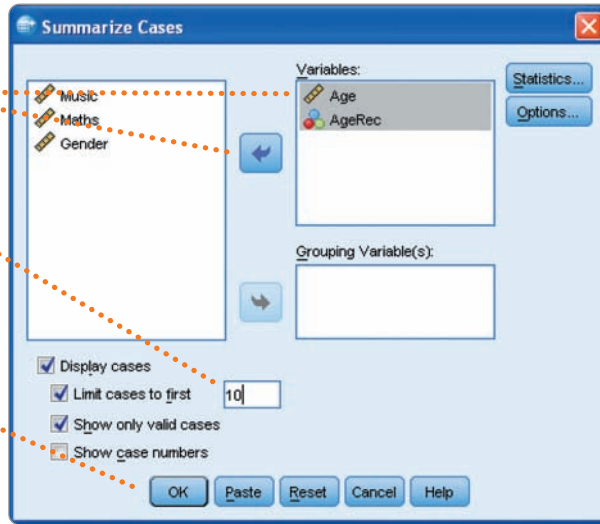 Summarize Cases
Variables:
Music
Maths
Gender
Age
AgeRec
Statistics...
Options...
Grouping Variable(s):
Display cases
Limit cases to first 10
Show only valid cases
Show case numbers
OK Paste Reset Cancel Help